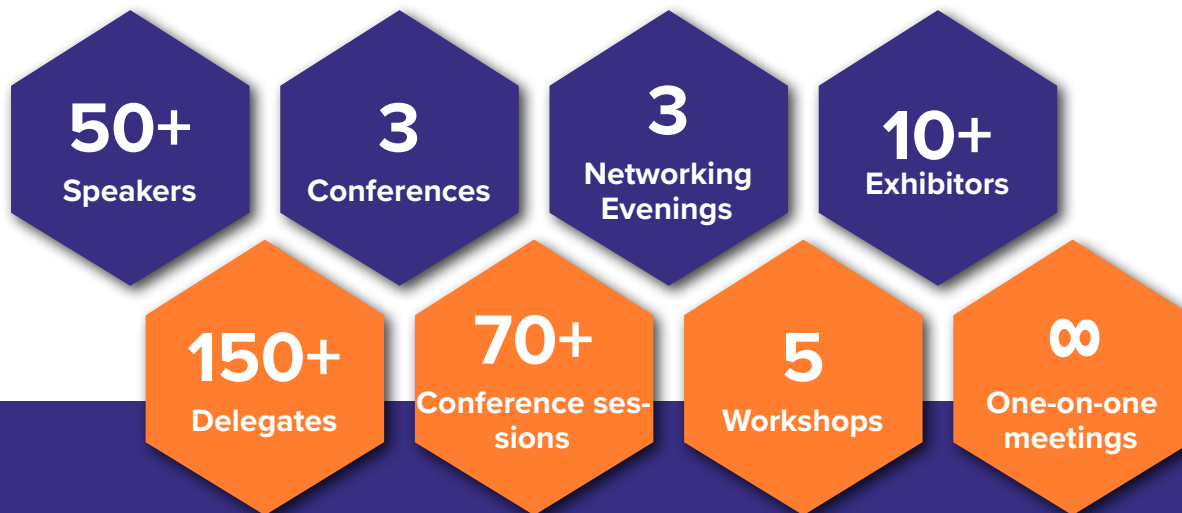 50+
Speakers
3
Conferences
3
Networking
Evenings
10+
Exhibitors
150+
Delegates
70+
Conference ses-
sions
5
Workshops
∞
One-on-one
meetings